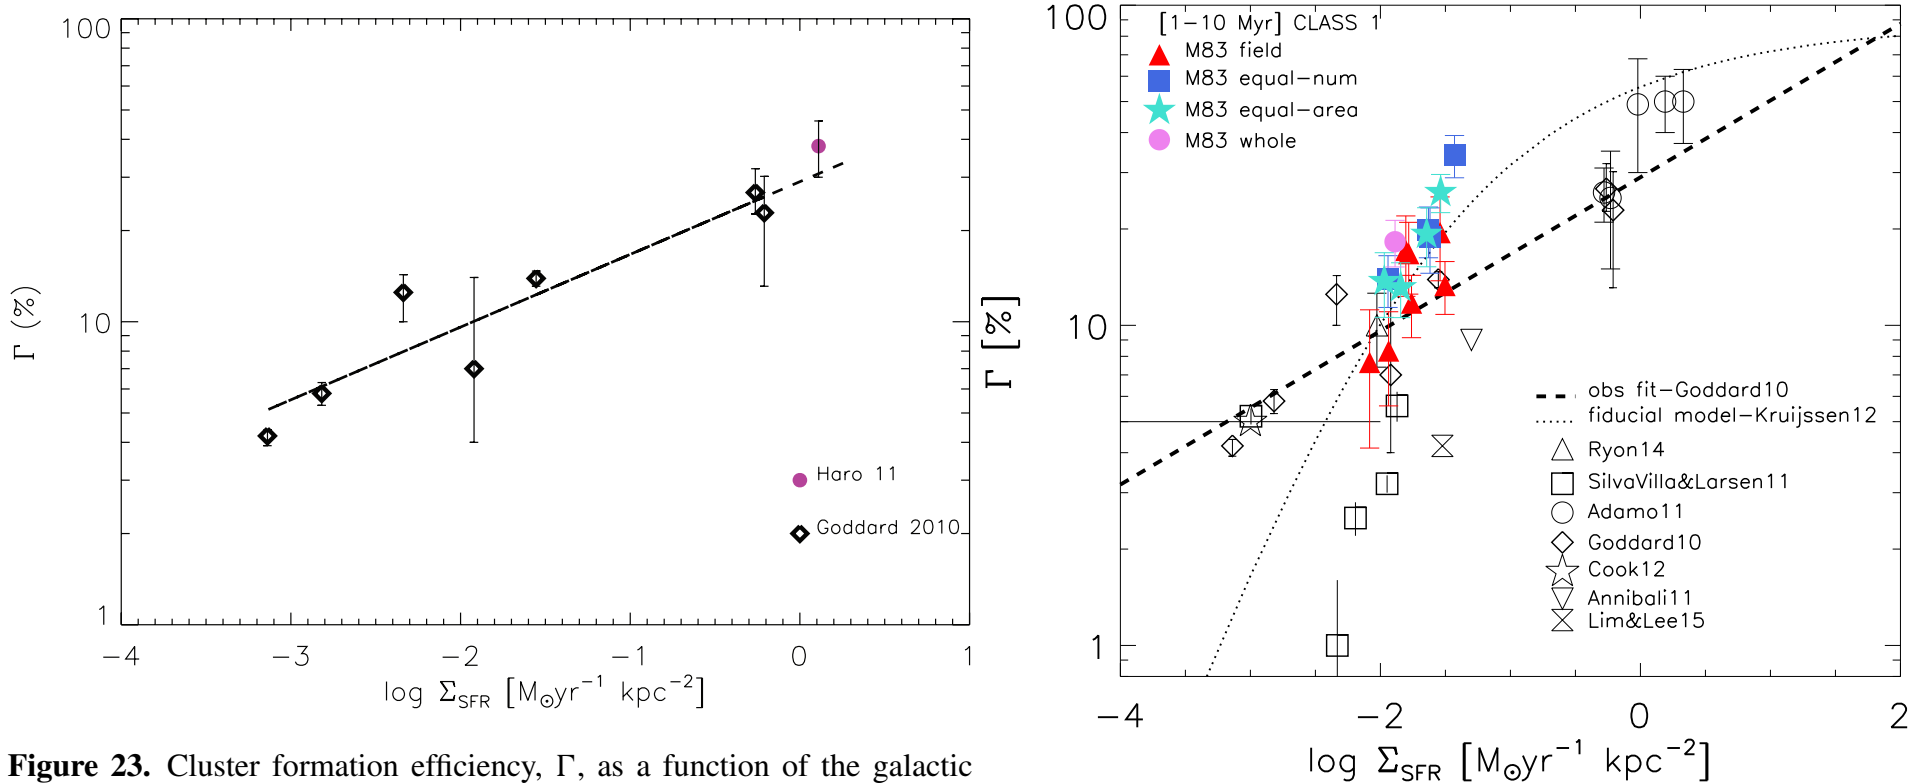 100
10
1
Γ (%)
−4 −3 −2 −1 0 1
log Σ_SFR [M⊙yr⁻¹ kpc⁻²]
Haro 11
Goddard 2010
Figure 23. Cluster formation efficiency, Γ, as a function of the galactic
100
10
1
Γ [%]
[1−10 Myr] CLASS 1
M83 field
M83 equal−num
M83 equal−area
M83 whole
obs fit−Goddard10
fiducial model−Kruijssen12
Ryon14
SilvaVilla&Larsen11
Adamo11
Goddard10
Cook12
Annibali11
Lim&Lee15
−4 −2 0 2
log Σ_SFR [M⊙yr⁻¹ kpc⁻²]